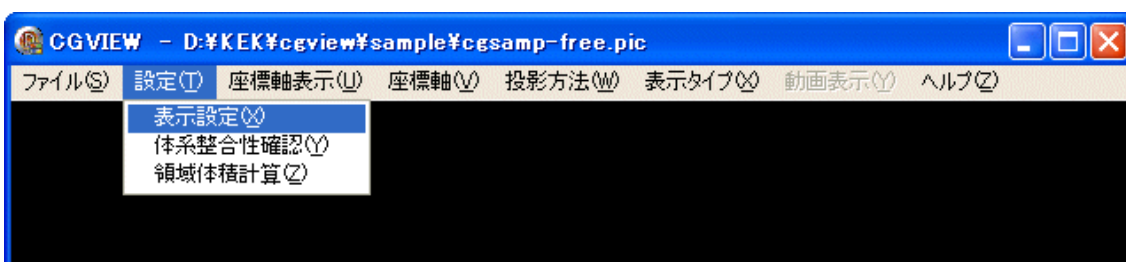 CGVIEW - D:¥KEK¥cgview¥sample¥cgsamp-free.pic
ファイル(S) 設定(T) 座標軸表示(U) 座標軸(V) 投影方法(W) 表示タイプ(X) 動画表示(Y) ヘルプ(Z)
表示設定(X)
体系整合性確認(Y)
領域体積計算(Z)